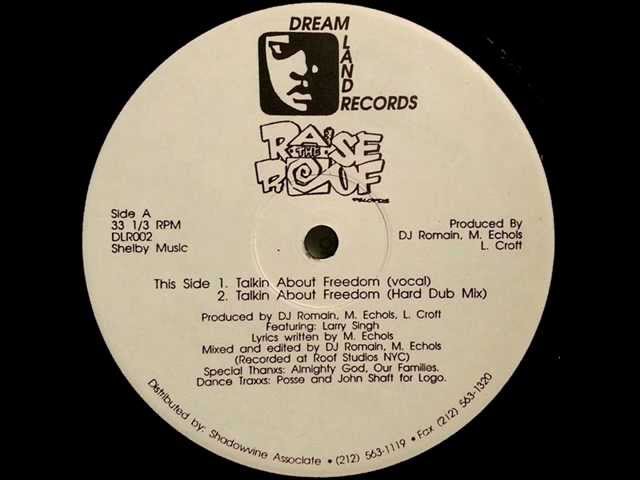 DREAM
LAND
RECORDS
RAISE
THE
ROOF
RECORDS
Side A
33 1/3 RPM
DLR002
Shelby Music
Produced By
DJ Romain, M. Echols
L. Croft
This Side 1. Talkin About Freedom (vocal)
2. Talkin About Freedom (Hard Dub Mix)
Produced by DJ Romain, M. Echols, L. Croft
Featuring: Larry Singh
Lyrics written by M. Echols
Mixed and edited by DJ Romain, M. Echols
(Recorded at Roof Studios NYC)
Special Thanxs: Almighty God, Our Families.
Dance Traxxs: Posse and John Shaft for Logo.
Distributed by: Shadowvine Associate • (212) 563-1119 • Fax (212) 563-1320